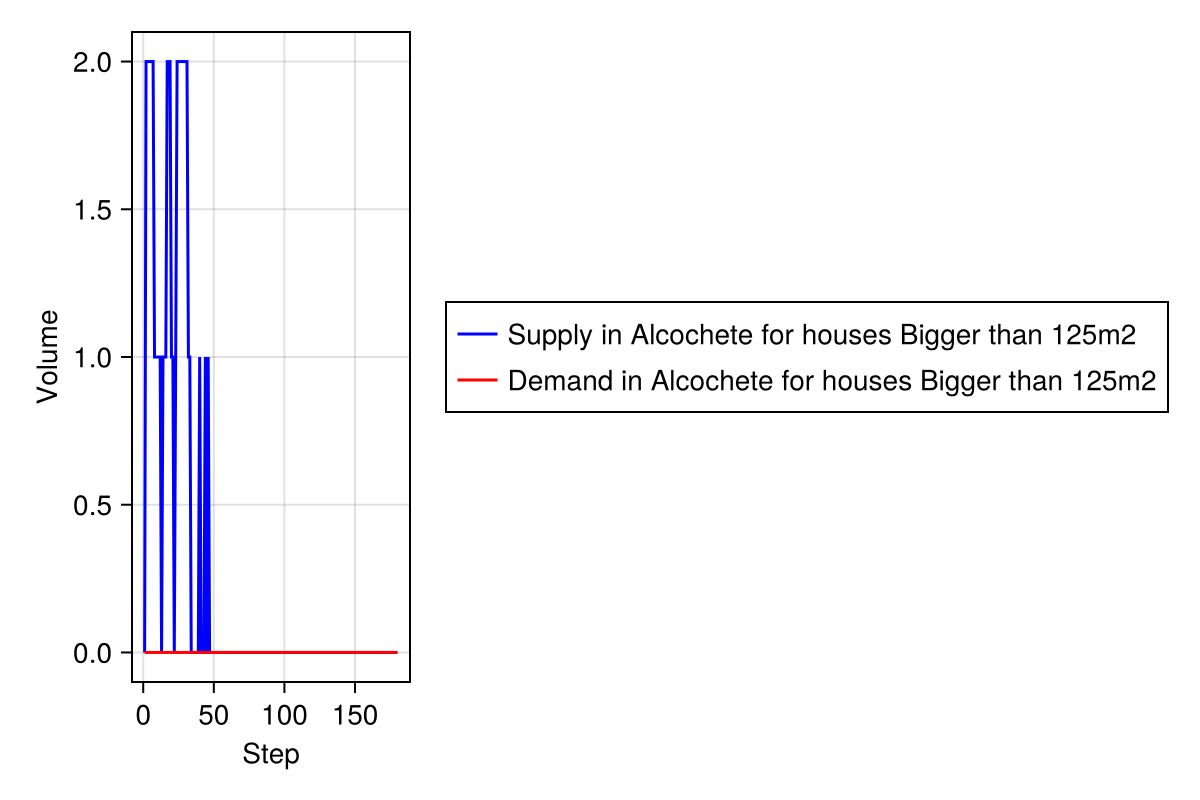 2.0
1.5
1.0
0.5
0.0
Volume
0 50 100 150
Step
Supply in Alcochete for houses Bigger than 125m2
Demand in Alcochete for houses Bigger than 125m2